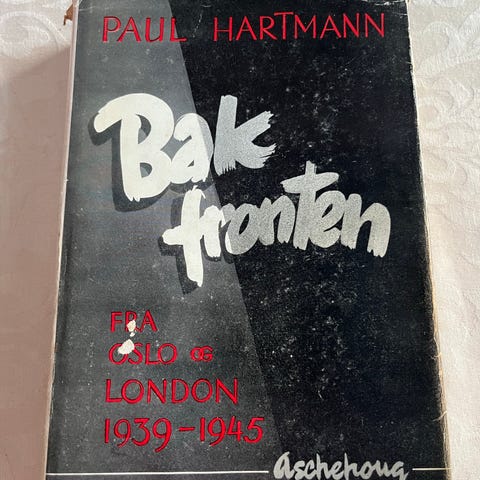 PAUL HARTMANN
Bak
fronten
FRA
OSLO OG
LONDON
1939-1945
Aschehoug